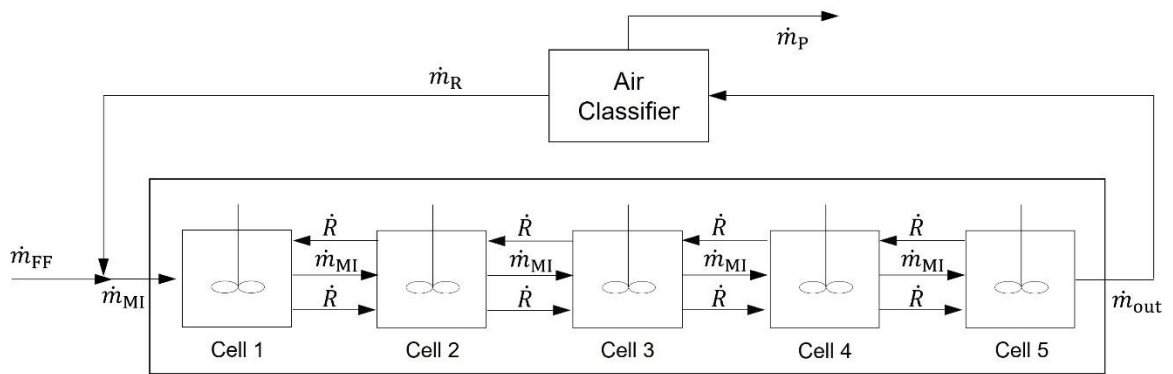 ṁP
ṁR
Air
Classifier
Ṙ Ṙ Ṙ Ṙ
ṁFF
ṁMI ṁMI ṁMI ṁMI
ṁMI
Ṙ Ṙ Ṙ Ṙ
ṁout
Cell 1 Cell 2 Cell 3 Cell 4 Cell 5